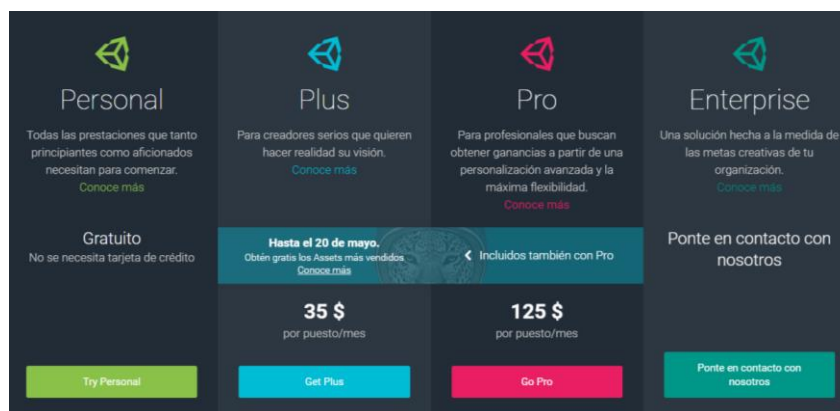 Personal
Todas las prestaciones que tanto
principiantes como aficionados
necesitan para comenzar.
Conoce más
Gratuito
No se necesita tarjeta de crédito
Try Personal
Plus
Para creadores serios que quieren
hacer realidad su visión.
Conoce más
Hasta el 20 de mayo.
Obtén gratis los Assets más vendidos
Conoce más
35 $
por puesto/mes
Get Plus
Pro
Para profesionales que buscan
obtener ganancias a partir de una
personalización avanzada y la
máxima flexibilidad.
Conoce más
Incluidos también con Pro
125 $
por puesto/mes
Go Pro
Enterprise
Una solución hecha a la medida de
las metas creativas de tu
organización.
Conoce más
Ponte en contacto con
nosotros
Ponte en contacto con
nosotros